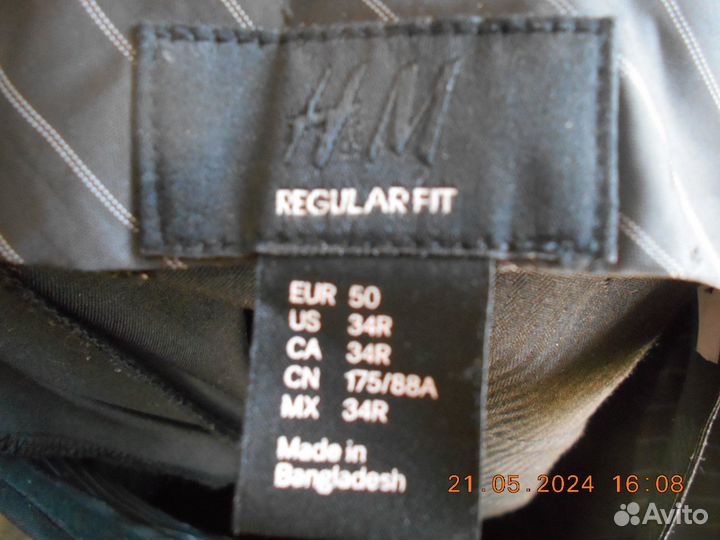 H&M
REGULAR FIT
EUR 50
US 34R
CA 34R
CN 175/88A
MX 34R
Made in
Bangladesh
21.05.2024 16:08
Avito